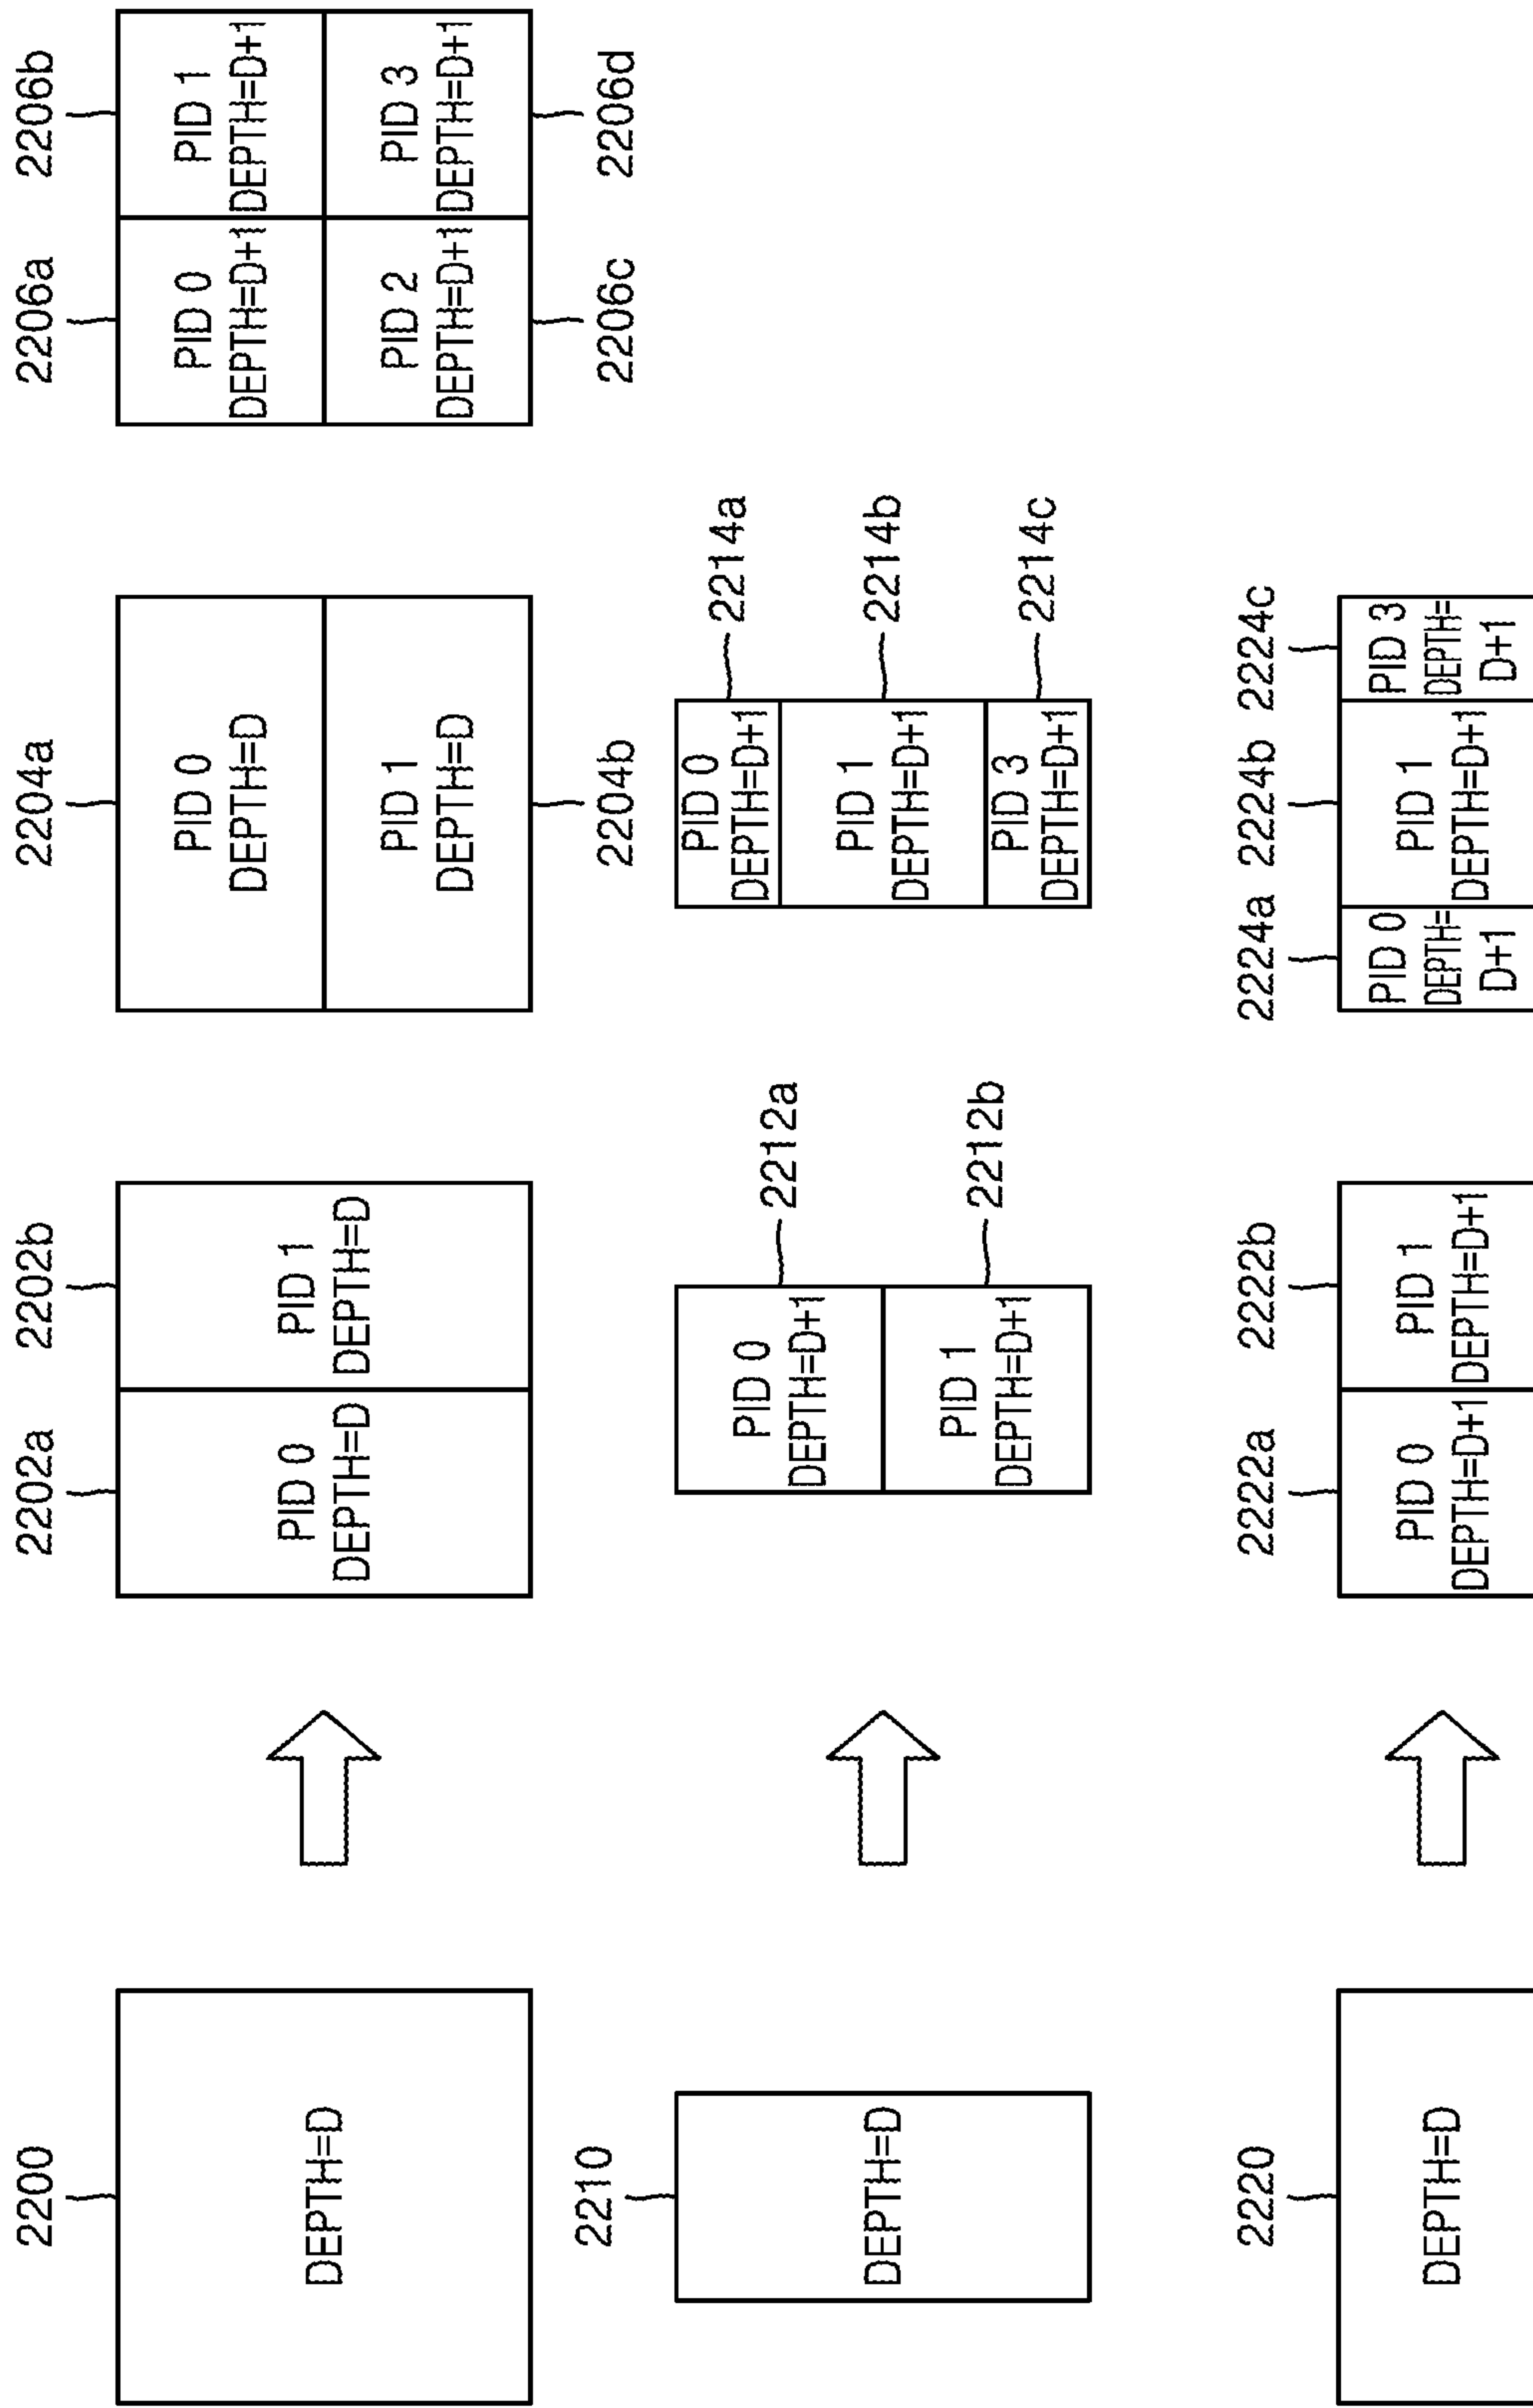 2200
DEPTH=D
2202a
2202b
PID 0
DEPTH=D
PID 1
DEPTH=D
2204a
PID 0
DEPTH=D
PID 1
DEPTH=D
2204b
2206a
2206b
PID 0
DEPTH=D+1
PID 1
DEPTH=D+1
PID 2
DEPTH=D+1
PID 3
DEPTH=D+1
2206c
2206d
2210
DEPTH=D
PID 0
DEPTH=D+1
2212a
PID 1
DEPTH=D+1
2212b
PID 0
DEPTH=D+1
2214a
PID 1
DEPTH=D+1
2214b
PID 3
DEPTH=D+1
2214c
2220
DEPTH=D
2222a
2222b
PID 0
DEPTH=D+1
PID 1
DEPTH=D+1
2224a
2224b
2224c
PID 0
DEPTH=
D+1
PID 1
DEPTH=D+1
PID 3
DEPTH=
D+1